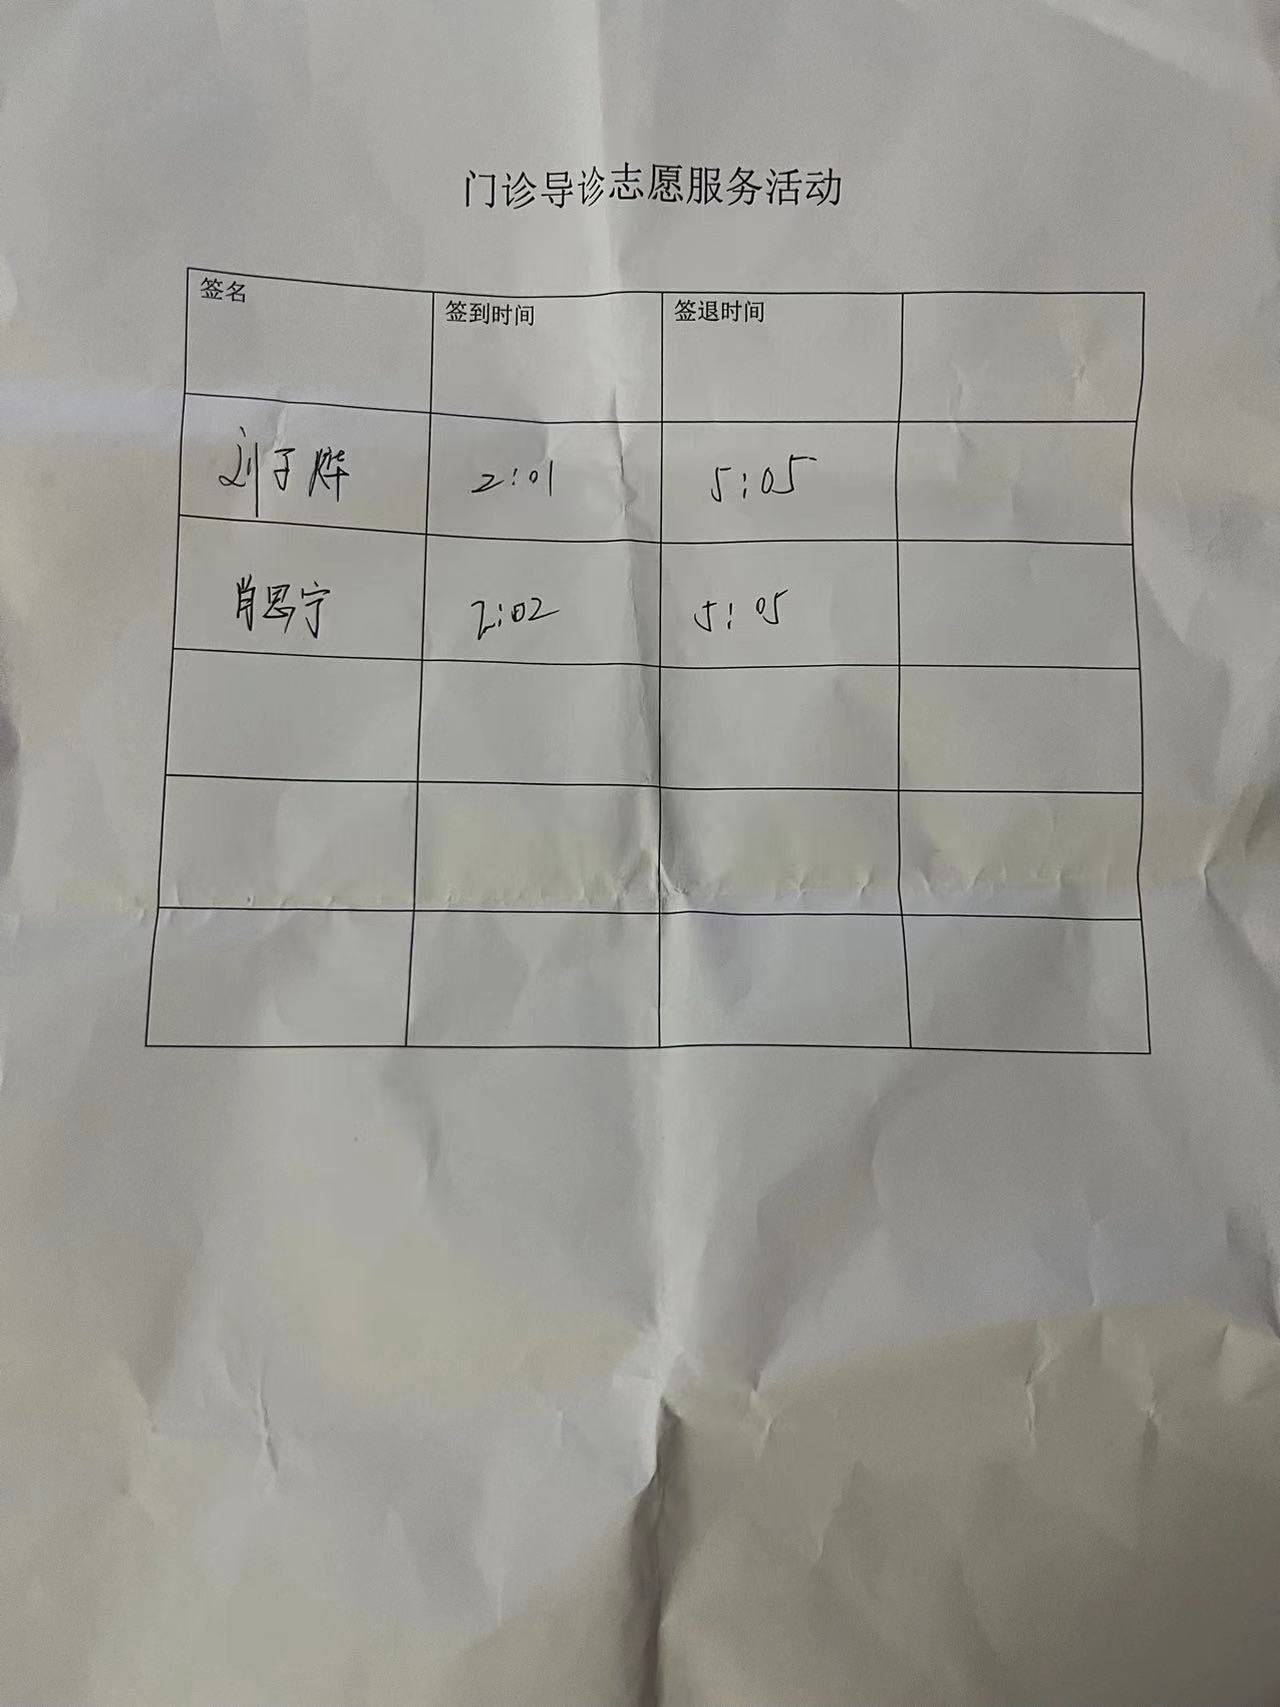 门诊导诊志愿服务活动
签名 签到时间 签退时间
刘子烨 2:01 5:05
肖思宁 2:02 5:05